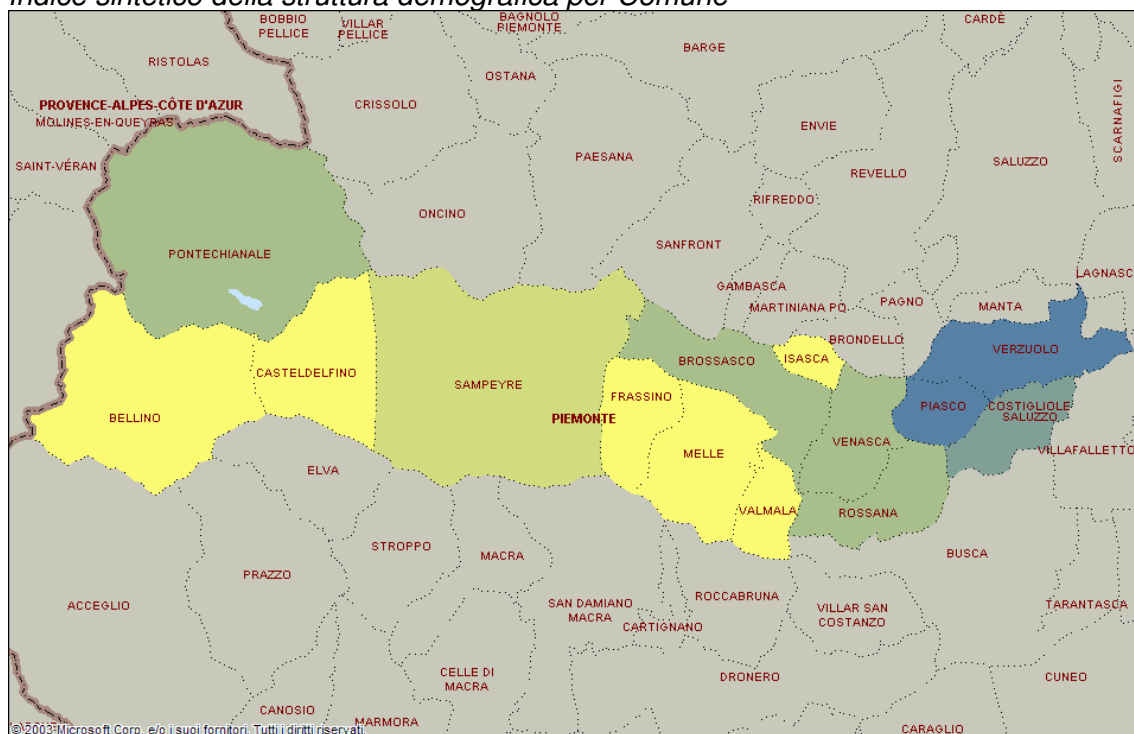 Indice sintetico della struttura demografica per Comune
BOBBIO
PELLICE
VILLAR
PELLICE
BAGNOLO
PIEMONTE
CARDÈ
BARGE
RISTOLAS
OSTANA
PROVENCE-ALPES-CÔTE D'AZUR
CRISSOLO
SCARNAFIGI
MOLINES-EN-QUEYRAS
ENVIE
SAINT-VÉRAN
PAESANA
SALUZZO
REVELLO
RIFREDDO
ONCINO
SANFRONT
PONTECHIANALE
LAGNASC
GAMBASCA
MARTINIANA PO
PAGNO
MANTA
BRONDELLO
VERZUOLO
BROSSASCO
ISASCA
CASTELDELFINO
SAMPEYRE
FRASSINO
PIASCO
COSTIGLIOLE
SALUZZO
BELLINO
PIEMONTE
VENASCA
MELLE
VILLAFALLETTO
ELVA
VALMALA
ROSSANA
STROPPO
MACRA
BUSCA
PRAZZO
ROCCABRUNA
ACCEGLIO
SAN DAMIANO
MACRA
CARTIGNANO
VILLAR SAN
COSTANZO
TARANTASCA
CELLE DI
MACRA
DRONERO
CUNEO
CANOSIO
MARMORA
CARAGLIO
© 2003 Microsoft Corp. e/o i suoi fornitori. Tutti i diritti riservati.